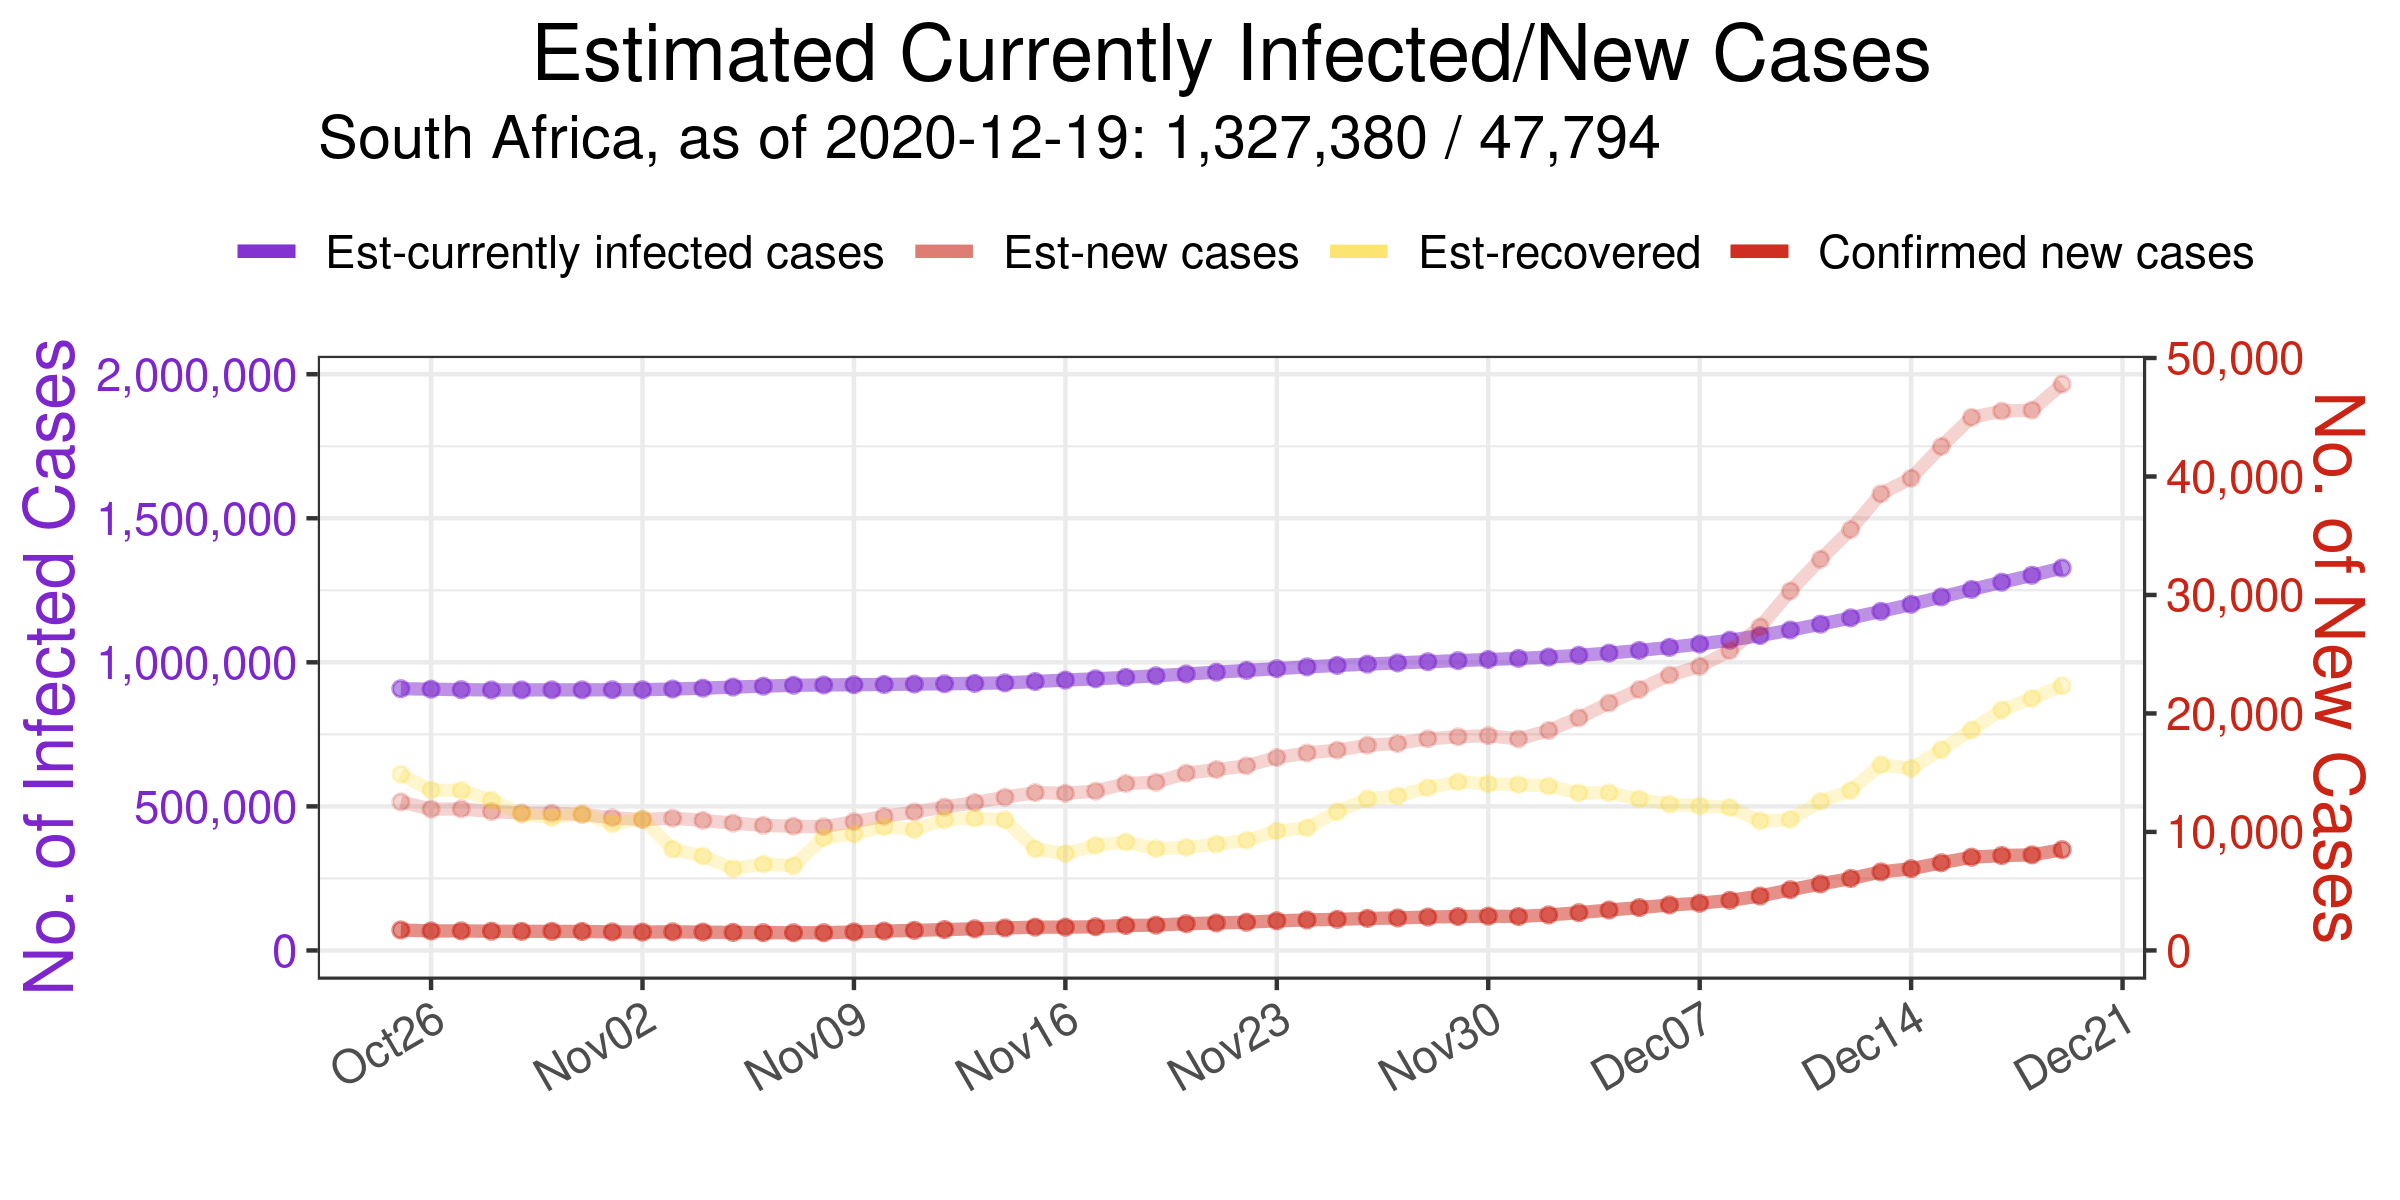 Estimated Currently Infected/New Cases
South Africa, as of 2020-12-19: 1,327,380 / 47,794
Est-currently infected cases Est-new cases Est-recovered Confirmed new cases
No. of Infected Cases
2,000,000
1,500,000
1,000,000
500,000
0
50,000
40,000
30,000
20,000
10,000
0
No. of New Cases
Oct26 Nov02 Nov09 Nov16 Nov23 Nov30 Dec07 Dec14 Dec21